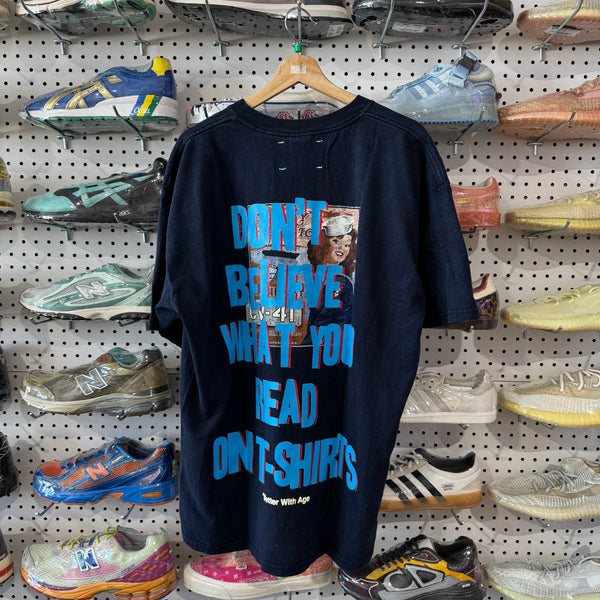 DON'T
BELIEVE
WHAT YOU
READ
ON T-SHIRTS
Better With Age